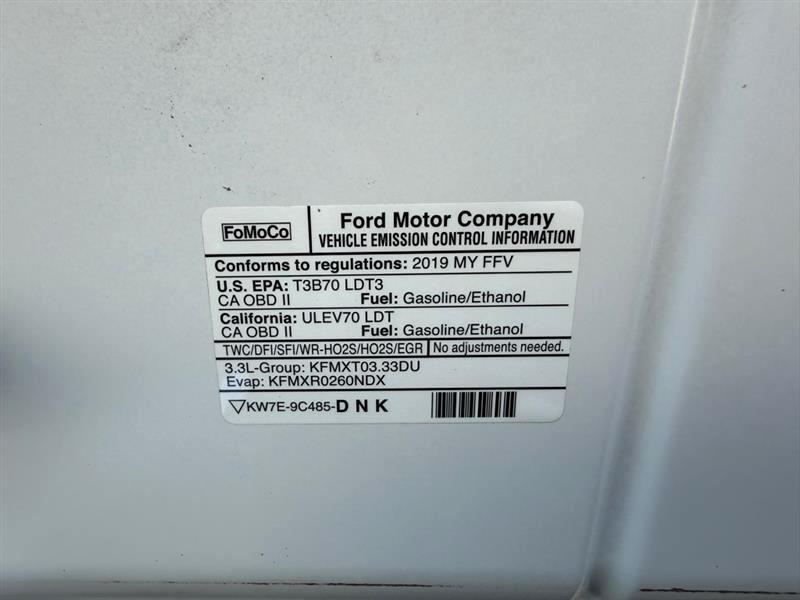 FoMoCo
Ford Motor Company
VEHICLE EMISSION CONTROL INFORMATION
Conforms to regulations: 2019 MY FFV
U.S. EPA: T3B70 LDT3
CA OBD II Fuel: Gasoline/Ethanol
California: ULEV70 LDT
CA OBD II Fuel: Gasoline/Ethanol
TWC/DFI/SFI/WR-HO2S/HO2S/EGR No adjustments needed.
3.3L-Group: KFMXT03.33DU
Evap: KFMXR0260NDX
KW7E-9C485-DNK